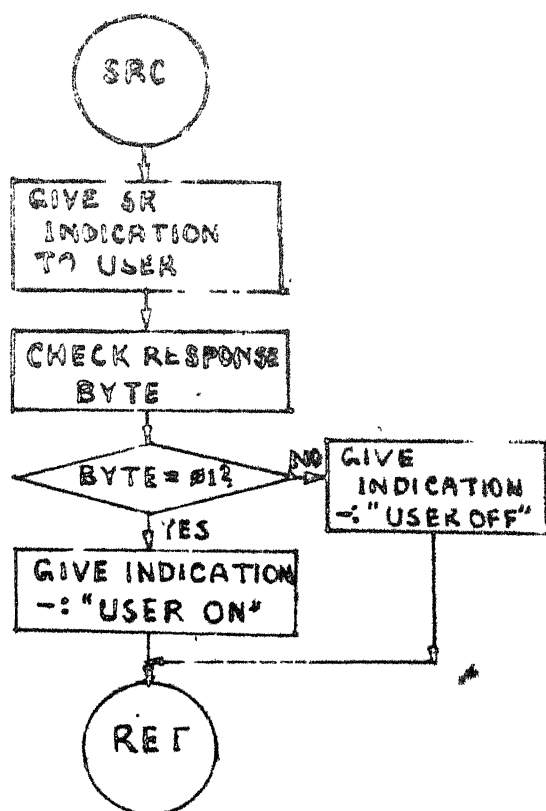 SRC
GIVE SR
INDICATION
TO USER
CHECK RESPONSE
BYTE
BYTE = Ø1?
NO
GIVE
INDICATION
-: "USER OFF"
YES
GIVE INDICATION
-: "USER ON"
RET